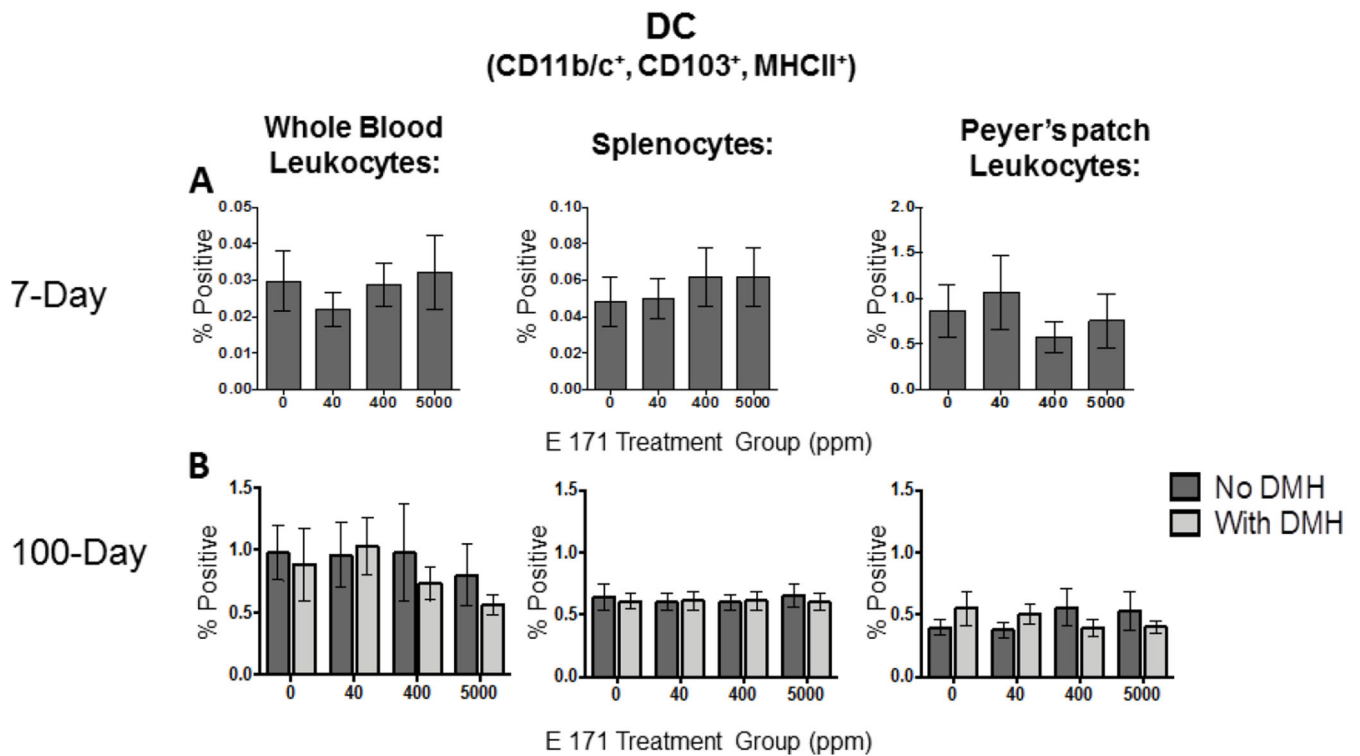 DC
(CD11b/c⁺, CD103⁺, MHCII⁺)
Whole Blood
Leukocytes:
Splenocytes:
Peyer's patch
Leukocytes:
A
7-Day
% Positive
0.05
0.04
0.03
0.02
0.01
0.00
0 40 400 5000
% Positive
0.10
0.08
0.06
0.04
0.02
0.00
0 40 400 5000
% Positive
2.0
1.5
1.0
0.5
0.0
0 40 400 5000
E 171 Treatment Group (ppm)
B
100-Day
% Positive
1.5
1.0
0.5
0.0
0 40 400 5000
% Positive
1.5
1.0
0.5
0.0
0 40 400 5000
% Positive
1.5
1.0
0.5
0.0
0 40 400 5000
No DMH
With DMH
E 171 Treatment Group (ppm)